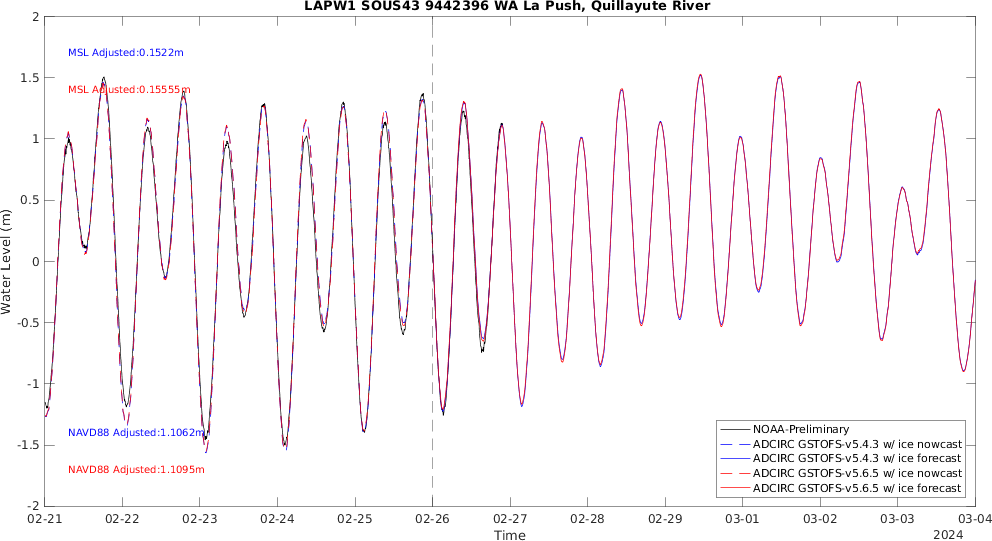 LAPW1 SOUS43 9442396 WA La Push, Quillayute River
2
1.5
1
0.5
0
-0.5
-1
-1.5
-2
Water Level (m)
MSL Adjusted:0.1522m
MSL Adjusted:0.15555m
NAVD88 Adjusted:1.1062m
NAVD88 Adjusted:1.1095m
NOAA-Preliminary
ADCIRC GSTOFS-v5.4.3 w/ ice nowcast
ADCIRC GSTOFS-v5.4.3 w/ ice forecast
ADCIRC GSTOFS-v5.6.5 w/ ice nowcast
ADCIRC GSTOFS-v5.6.5 w/ ice forecast
02-21 02-22 02-23 02-24 02-25 02-26 02-27 02-28 02-29 03-01 03-02 03-03 03-04
Time
2024